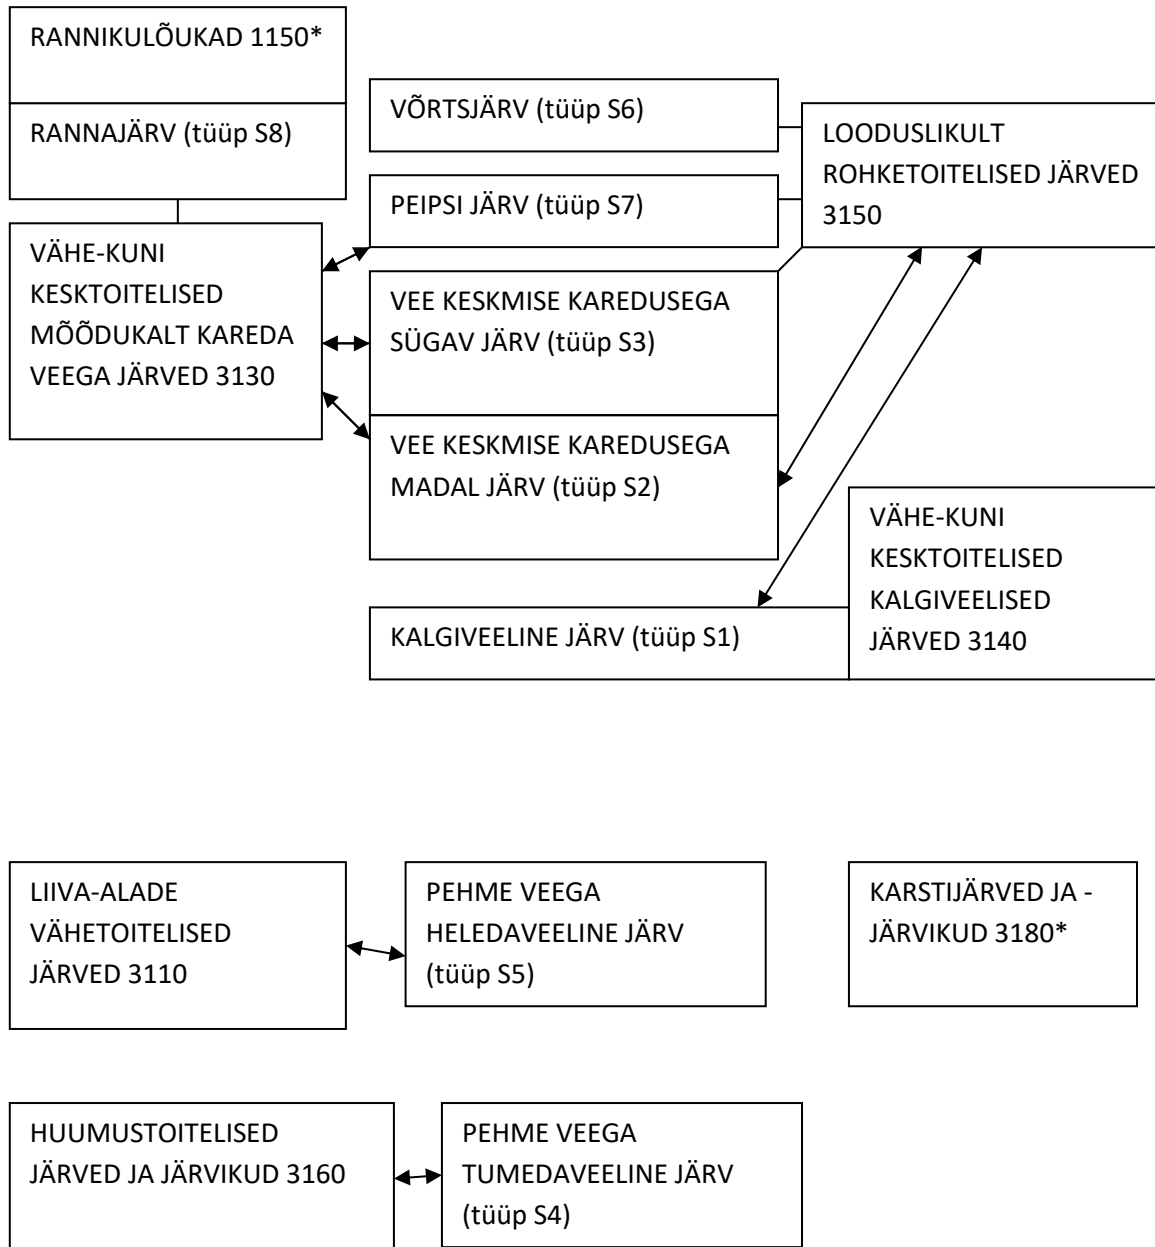 RANNIKULÕUKAD 1150*
RANNAJÄRV (tüüp S8)
VÕRTSJÄRV (tüüp S6)
PEIPSI JÄRV (tüüp S7)
LOODUSLIKULT
ROHKETOITELISED JÄRVED
3150
VÄHE-KUNI
KESKTOITELISED
MÕÕDUKALT KAREDA
VEEGA JÄRVED 3130
VEE KESKMISE KAREDUSEGA
SÜGAV JÄRV (tüüp S3)
VEE KESKMISE KAREDUSEGA
MADAL JÄRV (tüüp S2)
VÄHE-KUNI
KESKTOITELISED
KALGIVEELISED
JÄRVED 3140
KALGIVEELINE JÄRV (tüüp S1)
LIIVA-ALADE
VÄHETOITELISED
JÄRVED 3110
PEHME VEEGA
HELEDAVEELINE JÄRV
(tüüp S5)
KARSTIJÄRVED JA -
JÄRVIKUD 3180*
HUUMUSTOITELISED
JÄRVED JA JÄRVIKUD 3160
PEHME VEEGA
TUMEDAVEELINE JÄRV
(tüüp S4)